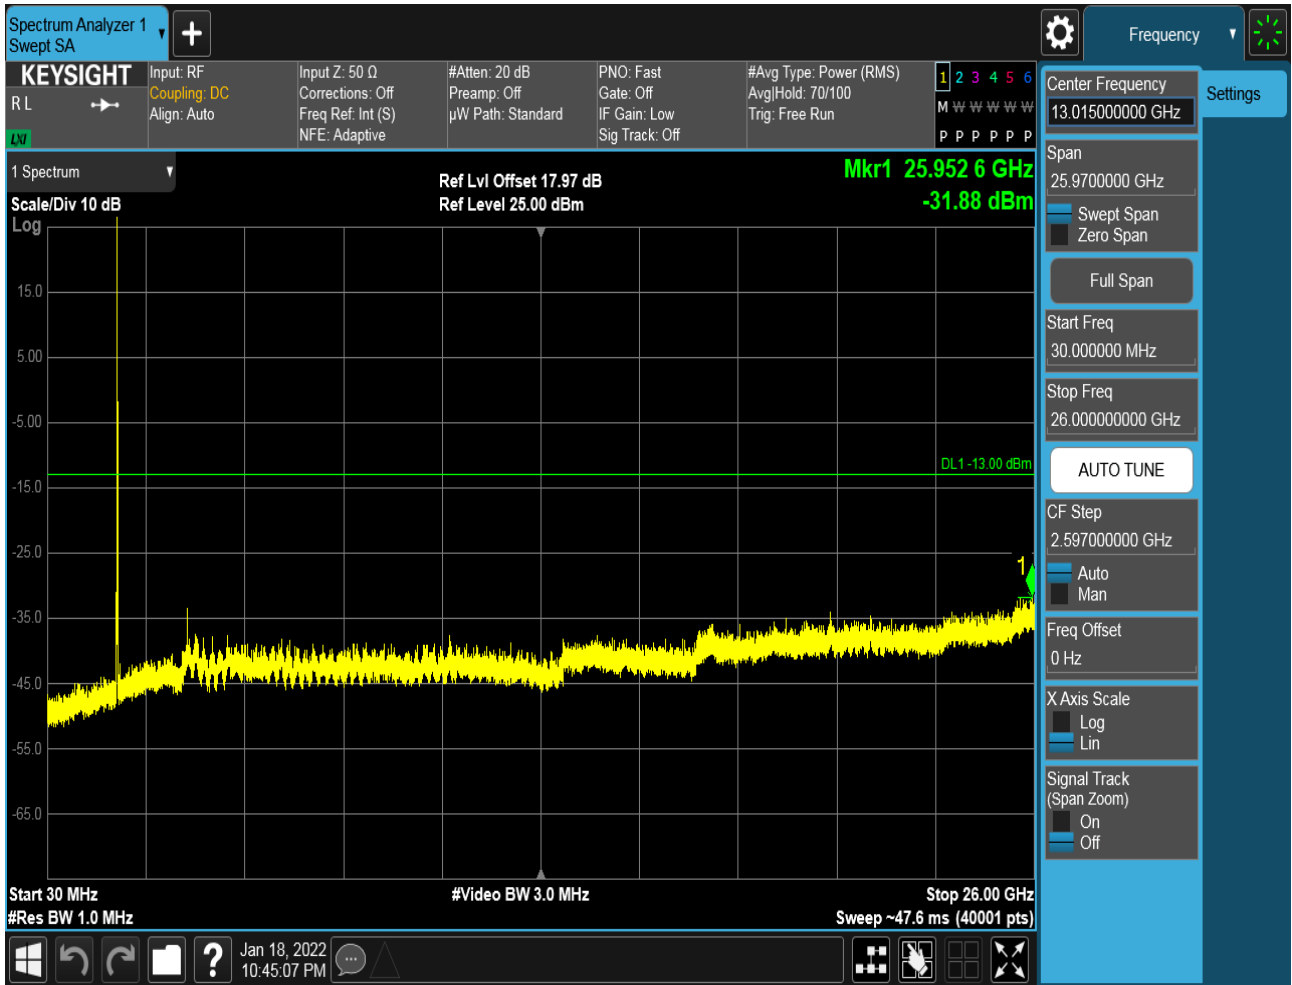 Spectrum Analyzer 1
Swept SA
Frequency
KEYSIGHT
R L
LXI
Input: RF
Coupling: DC
Align: Auto
Input Z: 50 Ω
Corrections: Off
Freq Ref: Int (S)
NFE: Adaptive
#Atten: 20 dB
Preamp: Off
µW Path: Standard
PNO: Fast
Gate: Off
IF Gain: Low
Sig Track: Off
#Avg Type: Power (RMS)
Avg|Hold: 70/100
Trig: Free Run
1 2 3 4 5 6
M W W W W W
P P P P P P
1 Spectrum
Scale/Div 10 dB
Log
Ref Lvl Offset 17.97 dB
Ref Level 25.00 dBm
Mkr1 25.952 6 GHz
-31.88 dBm
15.0
5.00
-5.00
-15.0
-25.0
-35.0
-45.0
-55.0
-65.0
DL1 -13.00 dBm
1
Start 30 MHz
#Res BW 1.0 MHz
#Video BW 3.0 MHz
Stop 26.00 GHz
Sweep ~47.6 ms (40001 pts)
Center Frequency
13.015000000 GHz
Settings
Span
25.9700000 GHz
Swept Span
Zero Span
Full Span
Start Freq
30.000000 MHz
Stop Freq
26.000000000 GHz
AUTO TUNE
CF Step
2.597000000 GHz
Auto
Man
Freq Offset
0 Hz
X Axis Scale
Log
Lin
Signal Track
(Span Zoom)
On
Off
?
Jan 18, 2022
10:45:07 PM